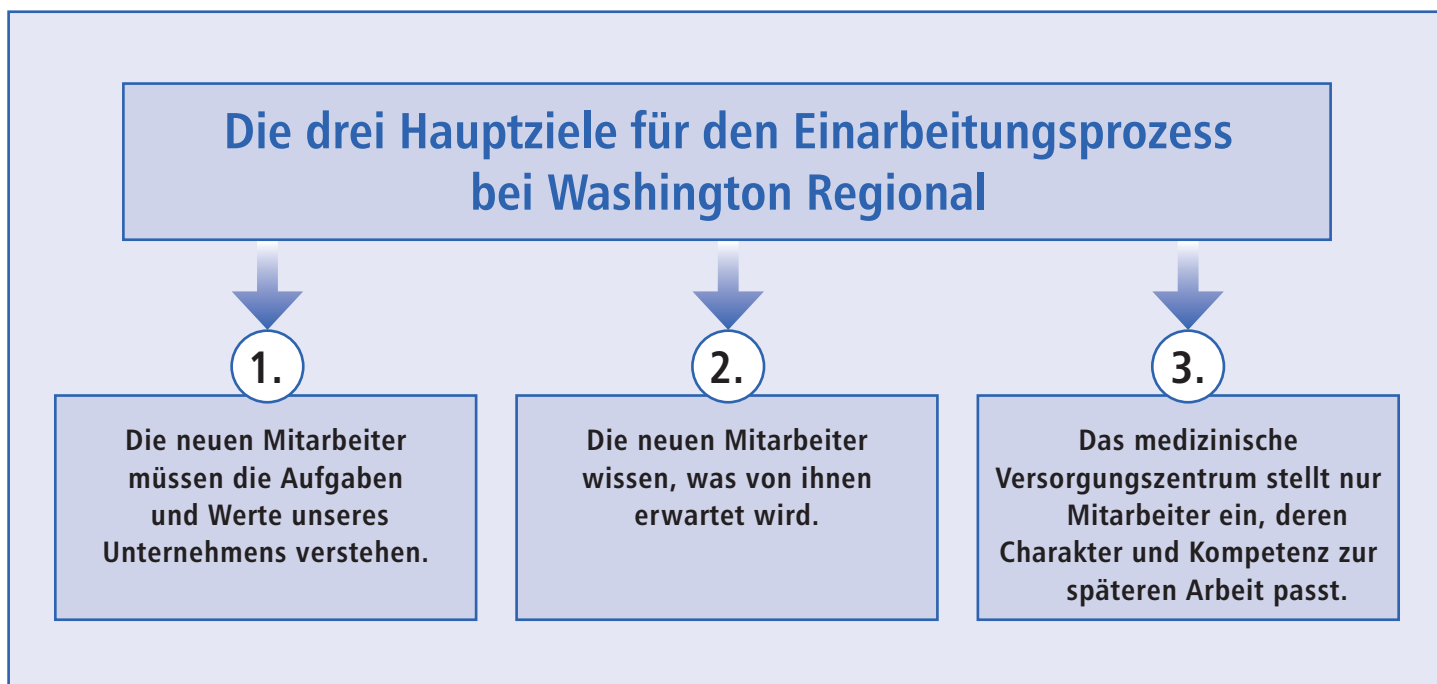 Die drei Hauptziele für den Einarbeitungsprozess
bei Washington Regional
1.
Die neuen Mitarbeiter
müssen die Aufgaben
und Werte unseres
Unternehmens verstehen.
2.
Die neuen Mitarbeiter
wissen, was von ihnen
erwartet wird.
3.
Das medizinische
Versorgungszentrum stellt nur
Mitarbeiter ein, deren
Charakter und Kompetenz zur
späteren Arbeit passt.